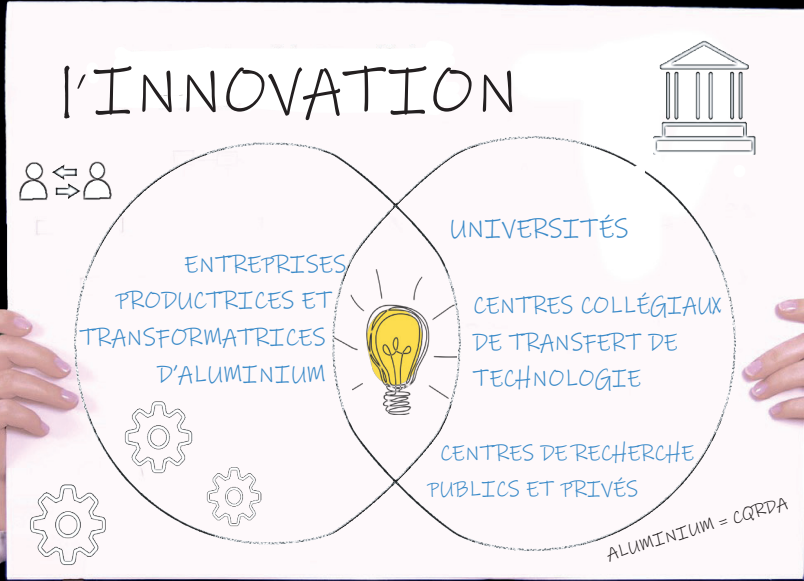 l'INNOVATION
ENTREPRISES
PRODUCTRICES ET
TRANSFORMATRICES
D'ALUMINIUM
UNIVERSITÉS
CENTRES COLLÉGIAUX
DE TRANSFERT DE
TECHNOLOGIE
CENTRES DE RECHERCHE
PUBLICS ET PRIVÉS
ALUMINIUM = CQRDA